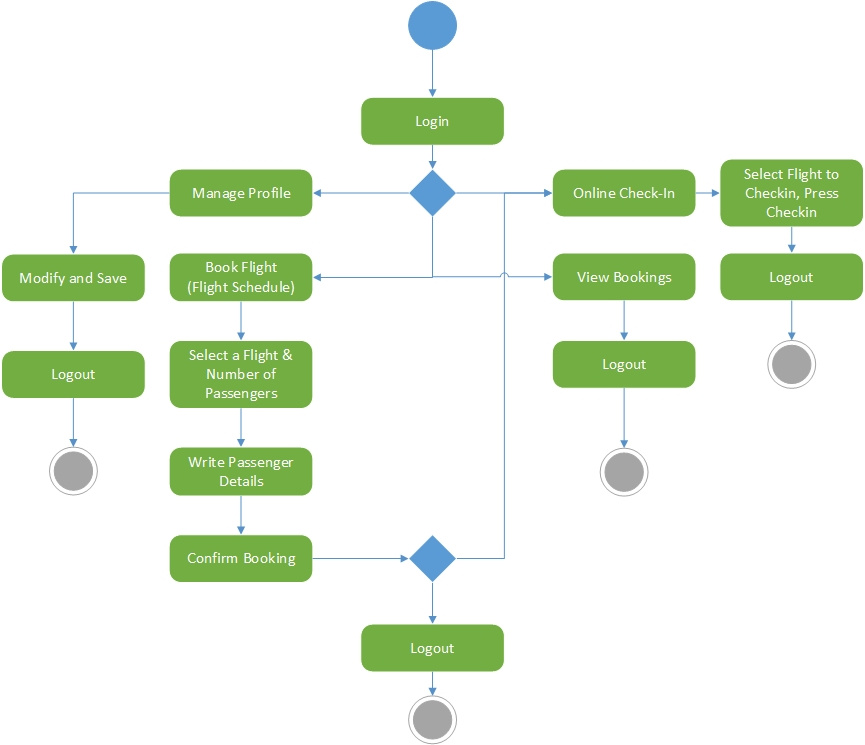 Login
Manage Profile
Online Check-In
Select Flight to
Checkin, Press
Checkin
Modify and Save
Book Flight
(Flight Schedule)
View Bookings
Logout
Logout
Select a Flight &
Number of
Passengers
Logout
Write Passenger
Details
Confirm Booking
Logout